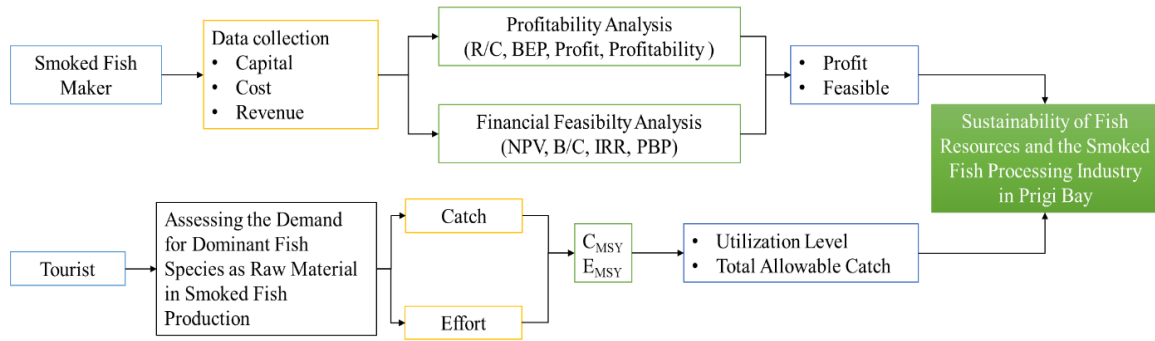 Smoked Fish
Maker
Data collection
• Capital
• Cost
• Revenue
Profitability Analysis
(R/C, BEP, Profit, Profitability )
Financial Feasibilty Analysis
(NPV, B/C, IRR, PBP)
• Profit
• Feasible
Sustainability of Fish
Resources and the Smoked
Fish Processing Industry
in Prigi Bay
Tourist
Assessing the Demand
for Dominant Fish
Species as Raw Material
in Smoked Fish
Production
Catch
Effort
CMSY
EMSY
• Utilization Level
• Total Allowable Catch